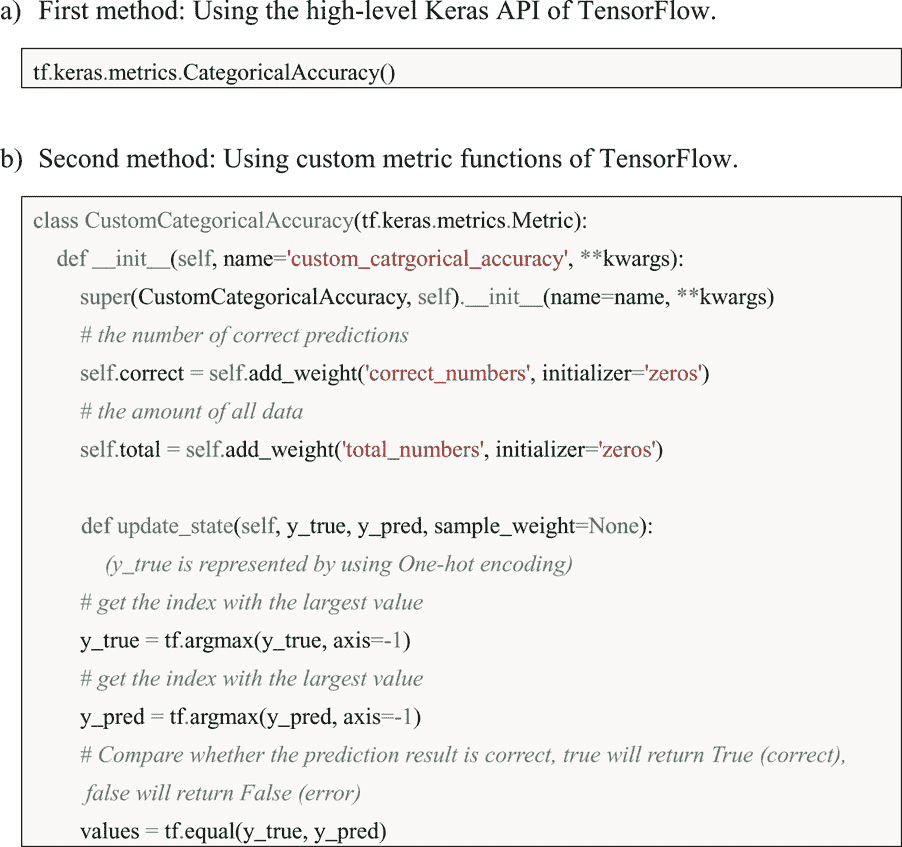 a) First method: Using the high-level Keras API of TensorFlow.
tf.keras.metrics.CategoricalAccuracy()
b) Second method: Using custom metric functions of TensorFlow.
class CustomCategoricalAccuracy(tf.keras.metrics.Metric):
def __init__(self, name='custom_catrgorical_accuracy', **kwargs):
super(CustomCategoricalAccuracy, self).__init__(name=name, **kwargs)
# the number of correct predictions
self.correct = self.add_weight('correct_numbers', initializer='zeros')
# the amount of all data
self.total = self.add_weight('total_numbers', initializer='zeros')
def update_state(self, y_true, y_pred, sample_weight=None):
(y_true is represented by using One-hot encoding)
# get the index with the largest value
y_true = tf.argmax(y_true, axis=-1)
# get the index with the largest value
y_pred = tf.argmax(y_pred, axis=-1)
# Compare whether the prediction result is correct, true will return True (correct),
false will return False (error)
values = tf.equal(y_true, y_pred)